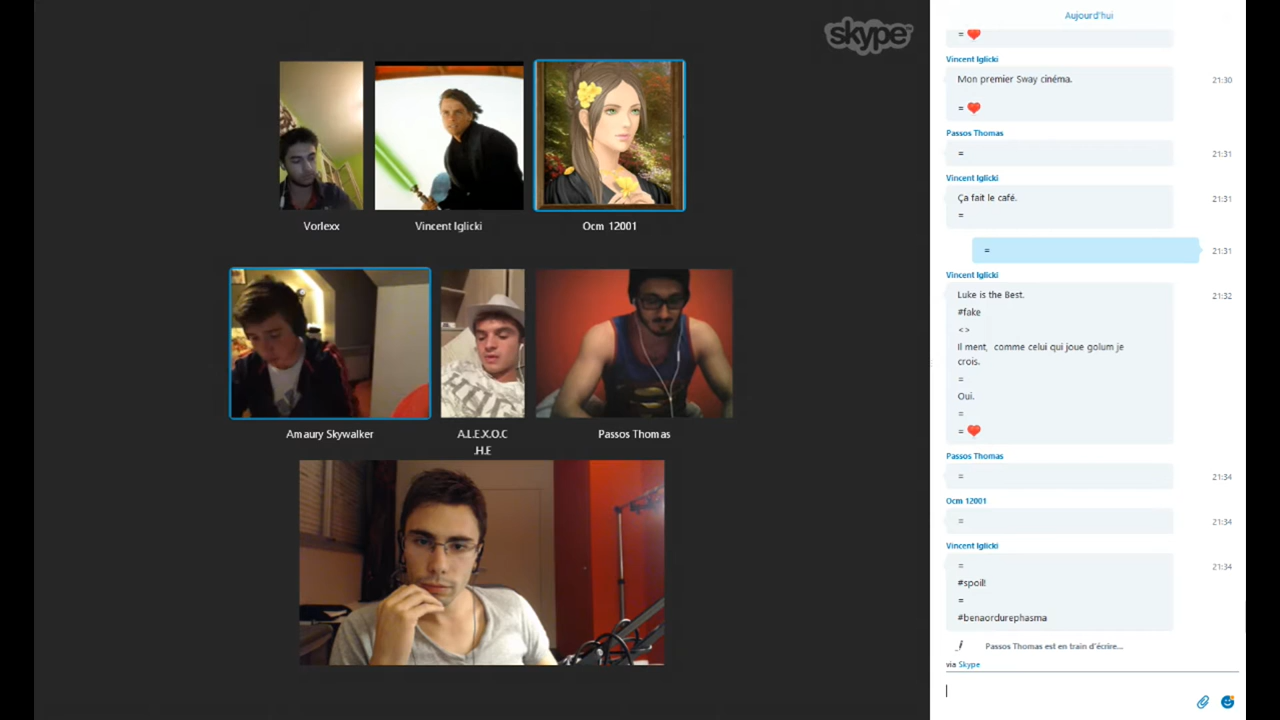 skype
Vorlexx
Vincent Iglicki
Ocm 12001
Amaury Skywalker
A.L.E.X.O.C
.H.E
Passos Thomas
Aujourd'hui
=
Vincent Iglicki
Mon premier Sway cinéma.
21:30
=
Passos Thomas
=
21:31
Vincent Iglicki
Ça fait le café.
21:31
=
=
21:31
Vincent Iglicki
Luke is the Best.
21:32
#fake
<>
Il ment, comme celui qui joue golum je
crois.
=
Oui.
=
=
Passos Thomas
=
21:34
Ocm 12001
=
21:34
Vincent Iglicki
=
21:34
#spoil!
=
#benaordurephasma
Passos Thomas est en train d'écrire...
via Skype